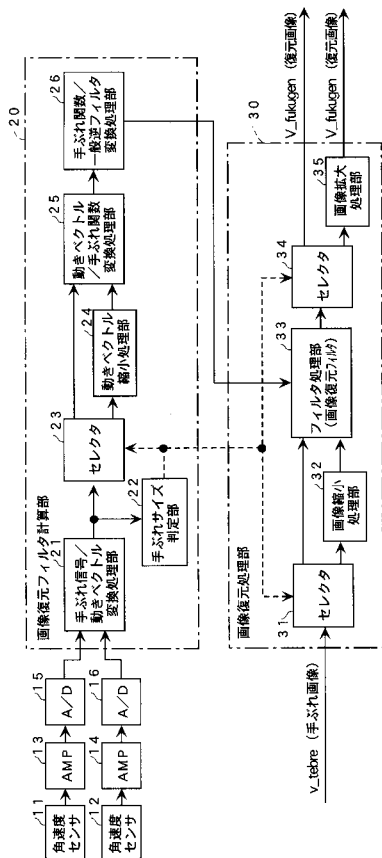 11
角速度
センサ
12
角速度
センサ
13
AMP
14
AMP
15
A/D
16
A/D
20
画像復元フィルタ計算部
21
手ぶれ信号/
動きベクトル
変換処理部
22
手ぶれサイズ
判定部
23
セレクタ
24
動きベクトル
縮小処理部
25
動きベクトル
/手ぶれ関数
変換処理部
26
手ぶれ関数/
一般逆フィルタ
変換処理部
30
画像復元処理部
v_tebre (手ぶれ画像)
31
セレクタ
32
画像縮小
処理部
33
フィルタ処理部
(画像復元フィルタ)
34
セレクタ
35
画像拡大
処理部
V_fukugen (復元画像)
V_fukugen (復元画像)